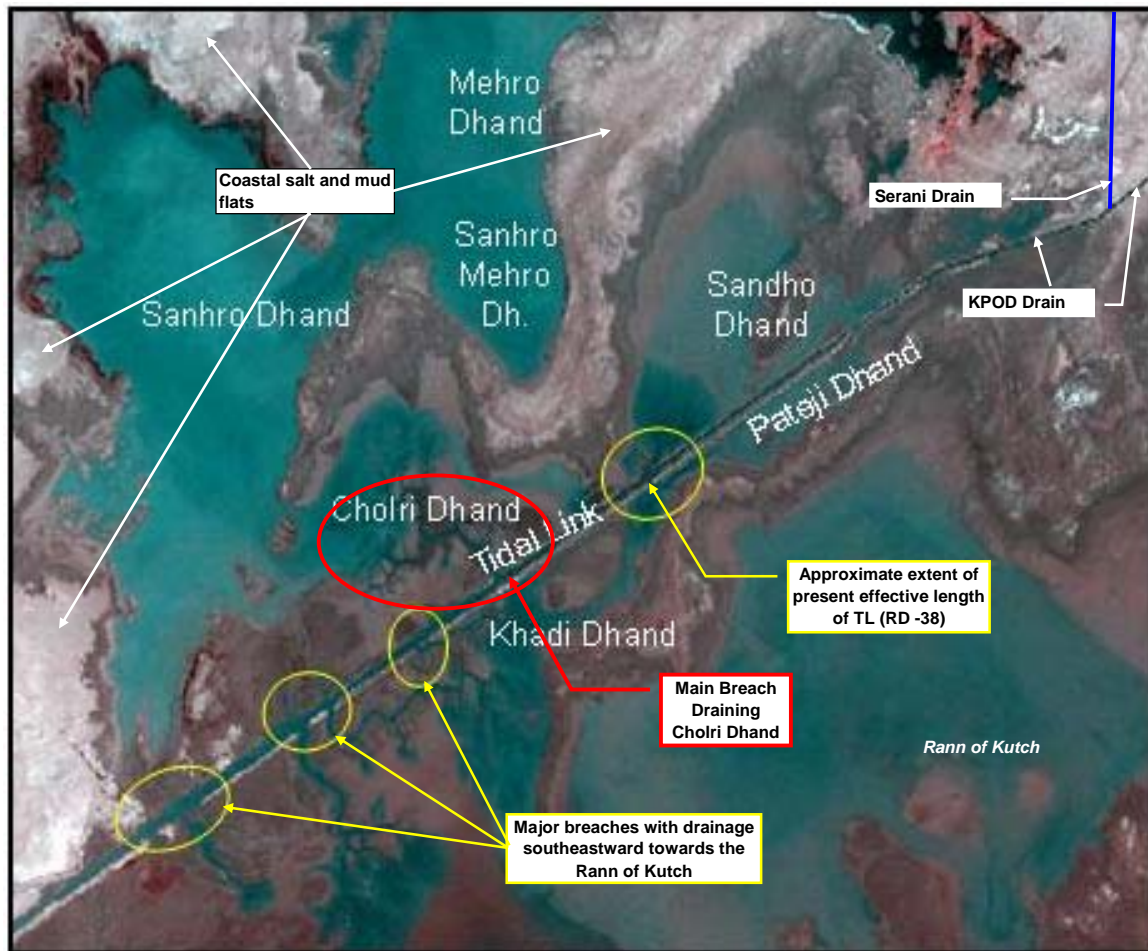 Mehro
Dhand
Coastal salt and mud
flats
Serani Drain
Sanhro
Mehro
Dh.
Sandho
Dhand
KPOD Drain
Sanhro Dhand
Pateji Dhand
Cholri Dhand
Tidal Link
Approximate extent of
present effective length
of TL (RD -38)
Khadi Dhand
Main Breach
Draining
Cholri Dhand
Rann of Kutch
Major breaches with drainage
southeastward towards the
Rann of Kutch